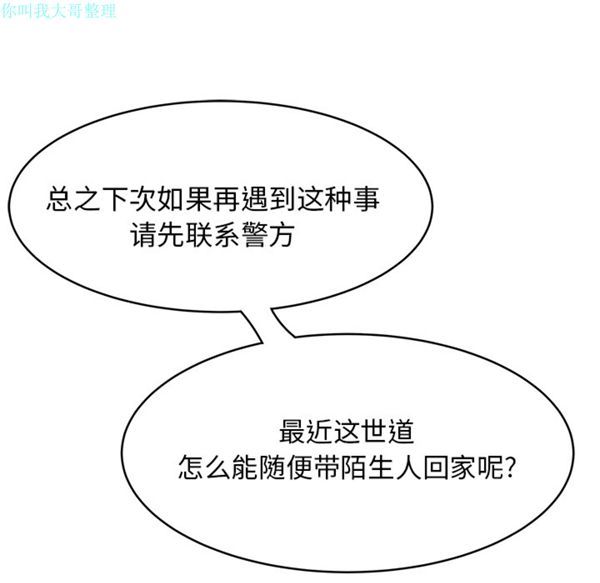 你叫我大哥整理
总之下次如果再遇到这种事
请先联系警方
最近这世道
怎么能随便带陌生人回家呢?